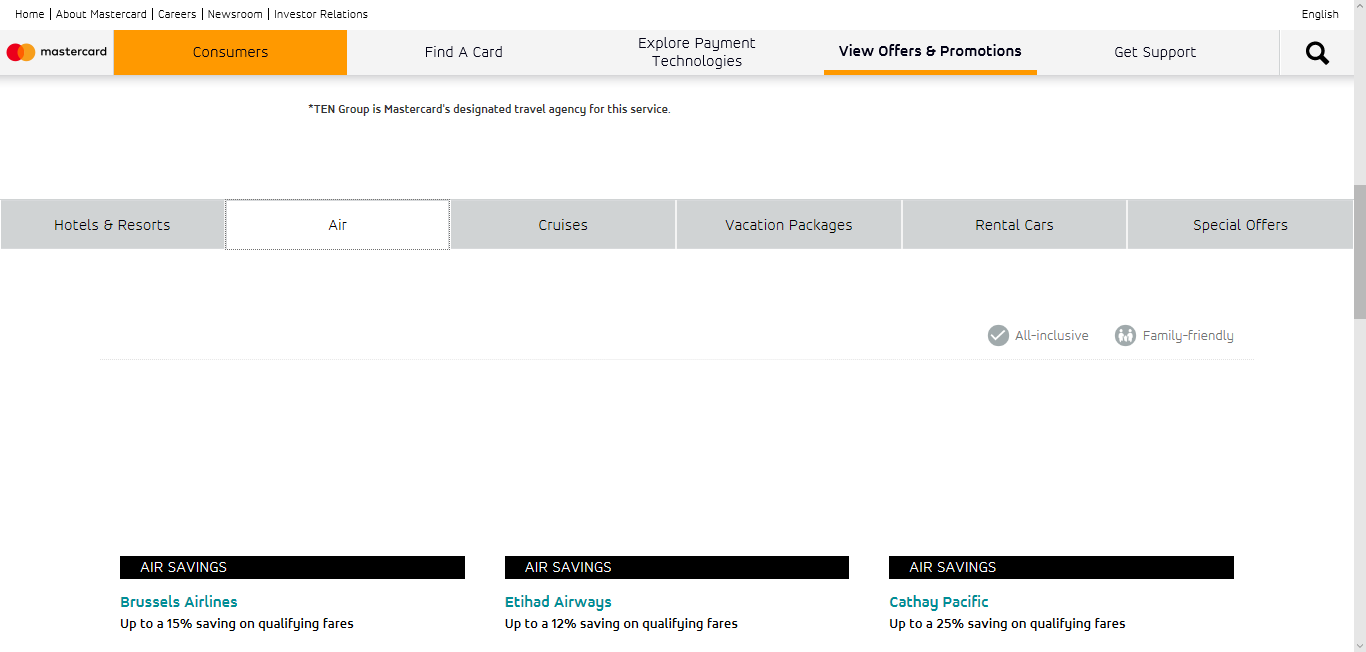 Home | About Mastercard | Careers | Newsroom | Investor Relations
English
mastercard
Consumers
Find A Card
Explore Payment
Technologies
View Offers & Promotions
Get Support
*TEN Group is Mastercard's designated travel agency for this service.
Hotels & Resorts
Air
Cruises
Vacation Packages
Rental Cars
Special Offers
All-inclusive
Family-friendly
AIR SAVINGS
Brussels Airlines
Up to a 15% saving on qualifying fares
AIR SAVINGS
Etihad Airways
Up to a 12% saving on qualifying fares
AIR SAVINGS
Cathay Pacific
Up to a 25% saving on qualifying fares